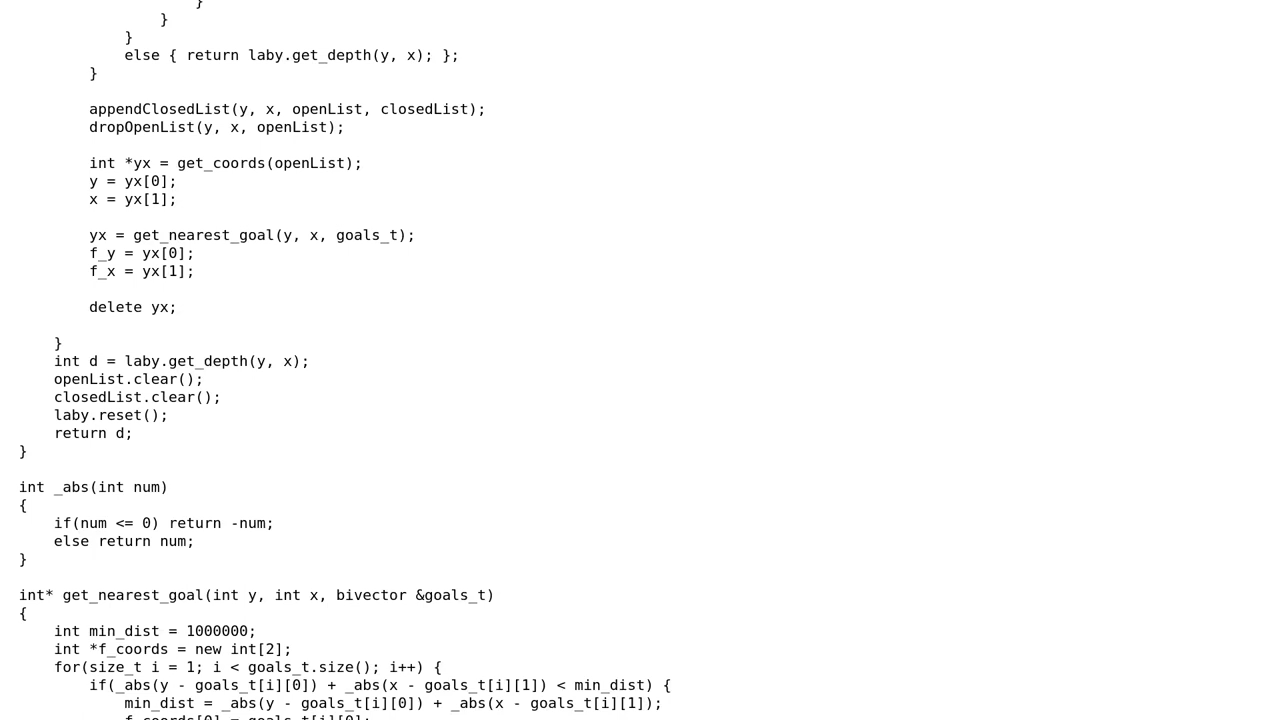 }
}
}
else { return laby.get_depth(y, x); };
}
appendClosedList(y, x, openList, closedList);
dropOpenList(y, x, openList);
int *yx = get_coords(openList);
y = yx[0];
x = yx[1];
yx = get_nearest_goal(y, x, goals_t);
f_y = yx[0];
f_x = yx[1];
delete yx;
}
int d = laby.get_depth(y, x);
openList.clear();
closedList.clear();
laby.reset();
return d;
}
int _abs(int num)
{
if(num <= 0) return -num;
else return num;
}
int* get_nearest_goal(int y, int x, bivector &goals_t)
{
int min_dist = 1000000;
int *f_coords = new int[2];
for(size_t i = 1; i < goals_t.size(); i++) {
if(_abs(y - goals_t[i][0]) + _abs(x - goals_t[i][1]) < min_dist) {
min_dist = _abs(y - goals_t[i][0]) + _abs(x - goals_t[i][1]);
f_coords[0] = goals_t[i][0];